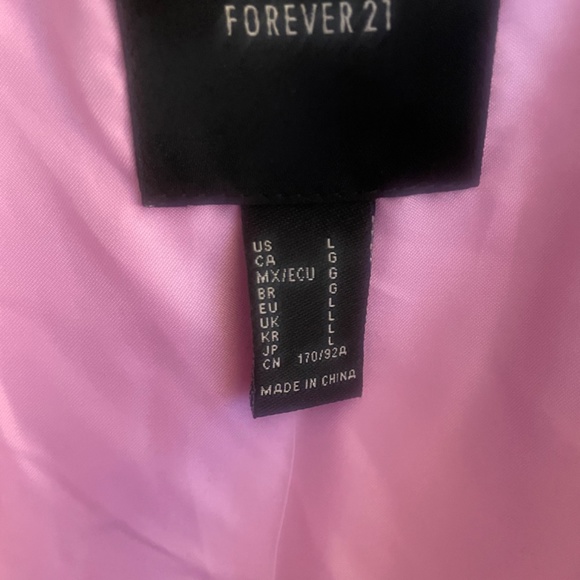 FOREVER 21
US L
CA G
MX/ECU G
BR G
EU L
UK L
KR L
JP
CN 170/92A
MADE IN CHINA